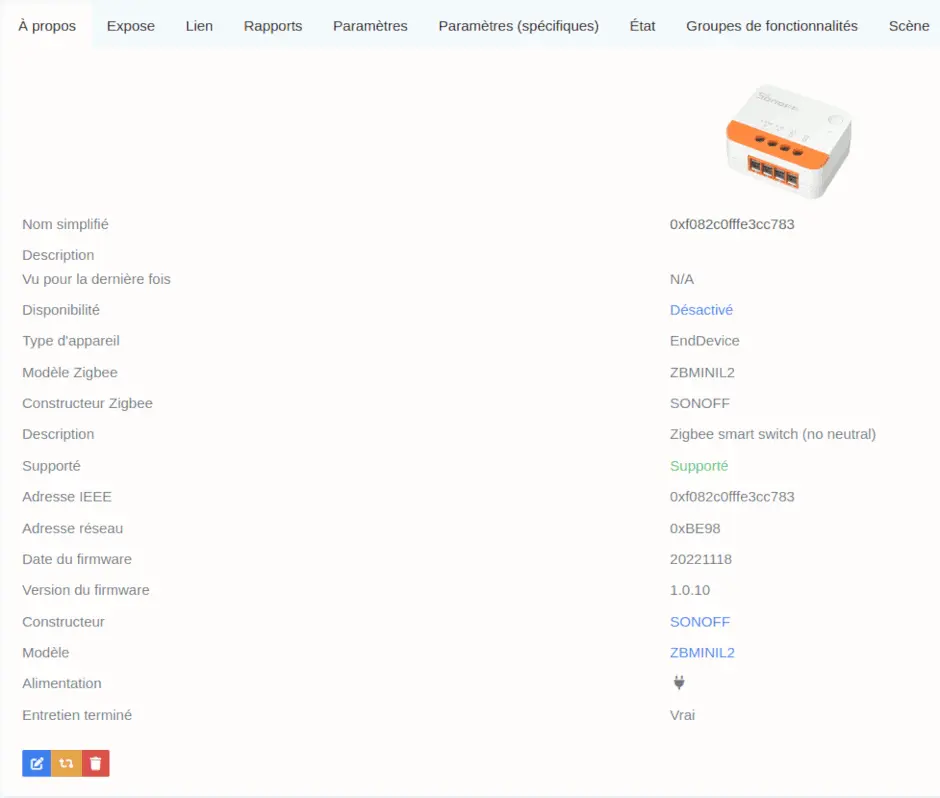 À propos Expose Lien Rapports Paramètres Paramètres (spécifiques) État Groupes de fonctionnalités Scène
SONOFF
Nom simplifié 0xf082c0fffe3cc783
Description
Vu pour la dernière fois N/A
Disponibilité Désactivé
Type d'appareil EndDevice
Modèle Zigbee ZBMINIL2
Constructeur Zigbee SONOFF
Description Zigbee smart switch (no neutral)
Supporté Supporté
Adresse IEEE 0xf082c0fffe3cc783
Adresse réseau 0xBE98
Date du firmware 20221118
Version du firmware 1.0.10
Constructeur SONOFF
Modèle ZBMINIL2
Alimentation
Entretien terminé Vrai